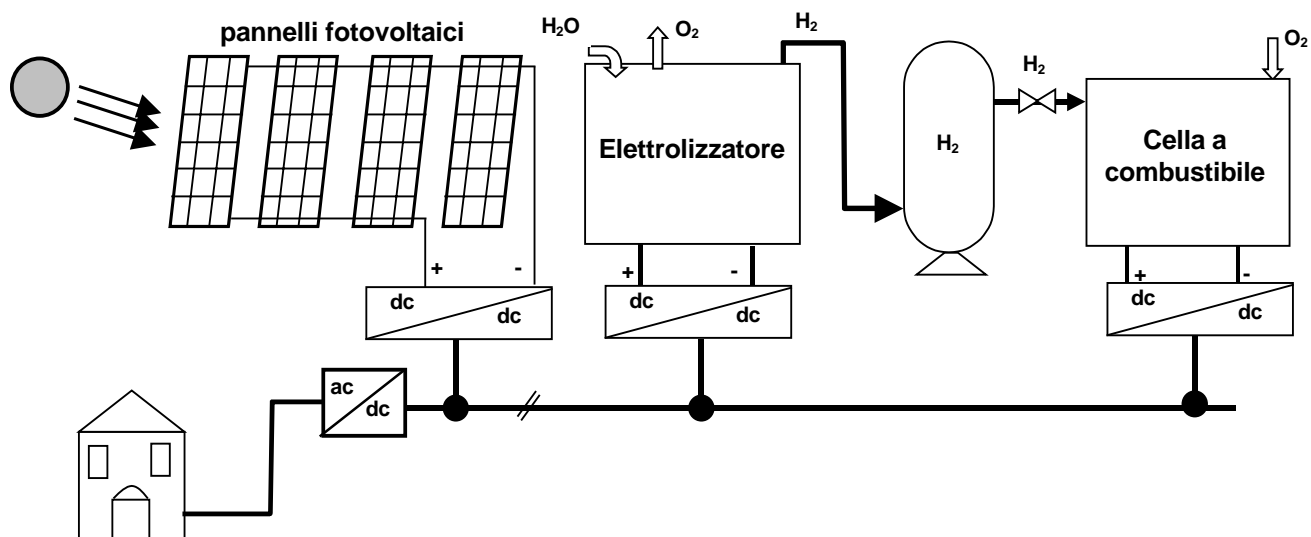 pannelli fotovoltaici
H₂O
O₂
H₂
H₂
O₂
Elettrolizzatore
H₂
Cella a
combustibile
+ -
+ -
+ -
dc
dc
dc
dc
dc
dc
ac
dc